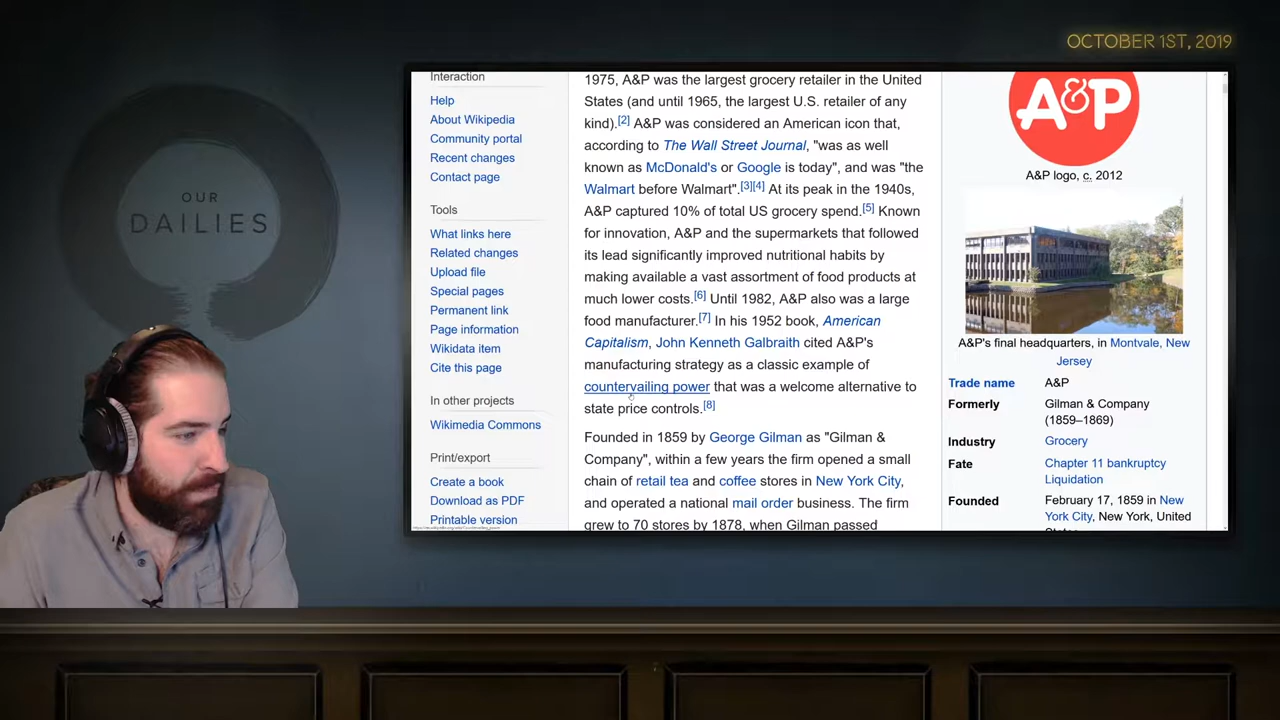 OCTOBER 1ST, 2019
OUR
DAILIES
Interaction
Help
About Wikipedia
Community portal
Recent changes
Contact page
Tools
What links here
Related changes
Upload file
Special pages
Permanent link
Page information
Wikidata item
Cite this page
In other projects
Wikimedia Commons
Print/export
Create a book
Download as PDF
Printable version
1975, A&P was the largest grocery retailer in the United
States (and until 1965, the largest U.S. retailer of any
kind).[2] A&P was considered an American icon that,
according to The Wall Street Journal, "was as well
known as McDonald's or Google is today", and was "the
Walmart before Walmart".[3][4] At its peak in the 1940s,
A&P captured 10% of total US grocery spend.[5] Known
for innovation, A&P and the supermarkets that followed
its lead significantly improved nutritional habits by
making available a vast assortment of food products at
much lower costs.[6] Until 1982, A&P also was a large
food manufacturer.[7] In his 1952 book, American
Capitalism, John Kenneth Galbraith cited A&P's
manufacturing strategy as a classic example of
countervailing power that was a welcome alternative to
state price controls.[8]
Founded in 1859 by George Gilman as "Gilman &
Company", within a few years the firm opened a small
chain of retail tea and coffee stores in New York City,
and operated a national mail order business. The firm
grew to 70 stores by 1878, when Gilman passed
A&P
A&P logo, c. 2012
A&P's final headquarters, in Montvale, New
Jersey
Trade name A&P
Formerly Gilman & Company
(1859–1869)
Industry Grocery
Fate Chapter 11 bankruptcy
Liquidation
Founded February 17, 1859 in New
York City, New York, United